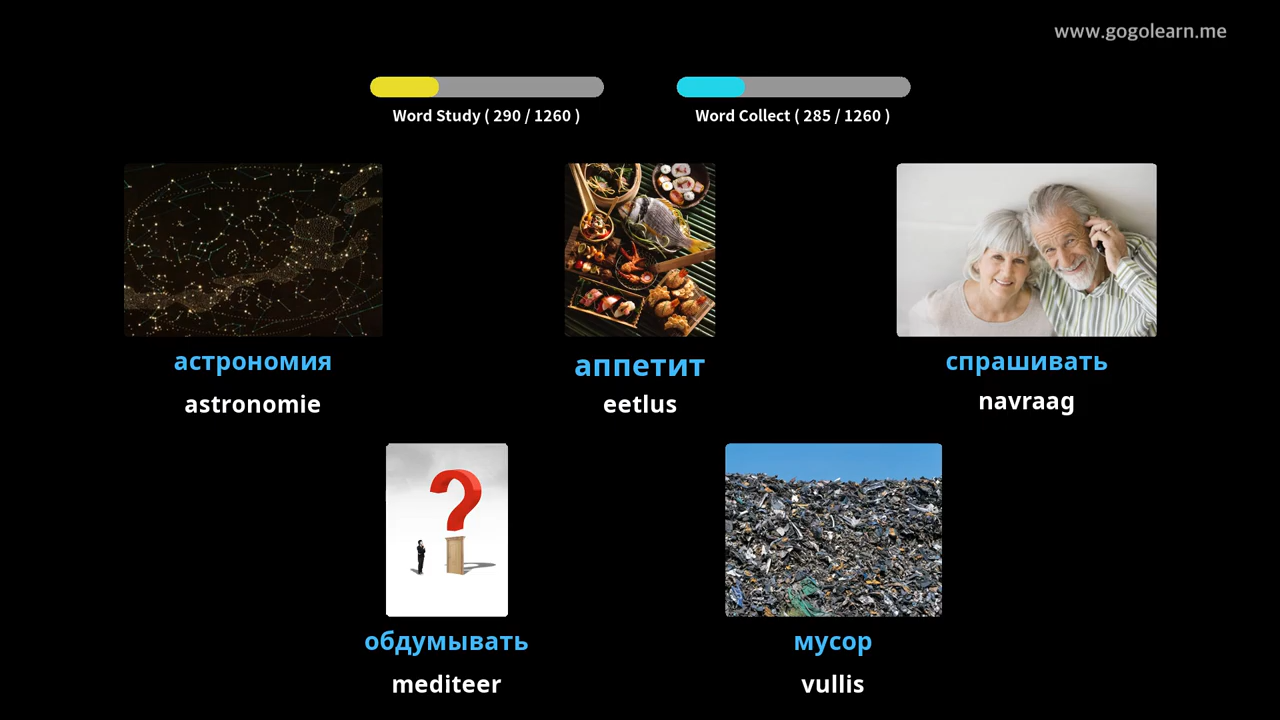 www.gogolearn.me
Word Study ( 290 / 1260 )
Word Collect ( 285 / 1260 )
астрономия
astronomie
аппетит
eetlus
спрашивать
navraag
обдумывать
mediteer
мусор
vullis